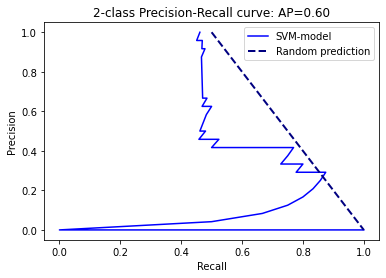 2-class Precision-Recall curve: AP=0.60
SVM-model
Random prediction
Precision
1.0
0.8
0.6
0.4
0.2
0.0
0.0 0.2 0.4 0.6 0.8 1.0
Recall